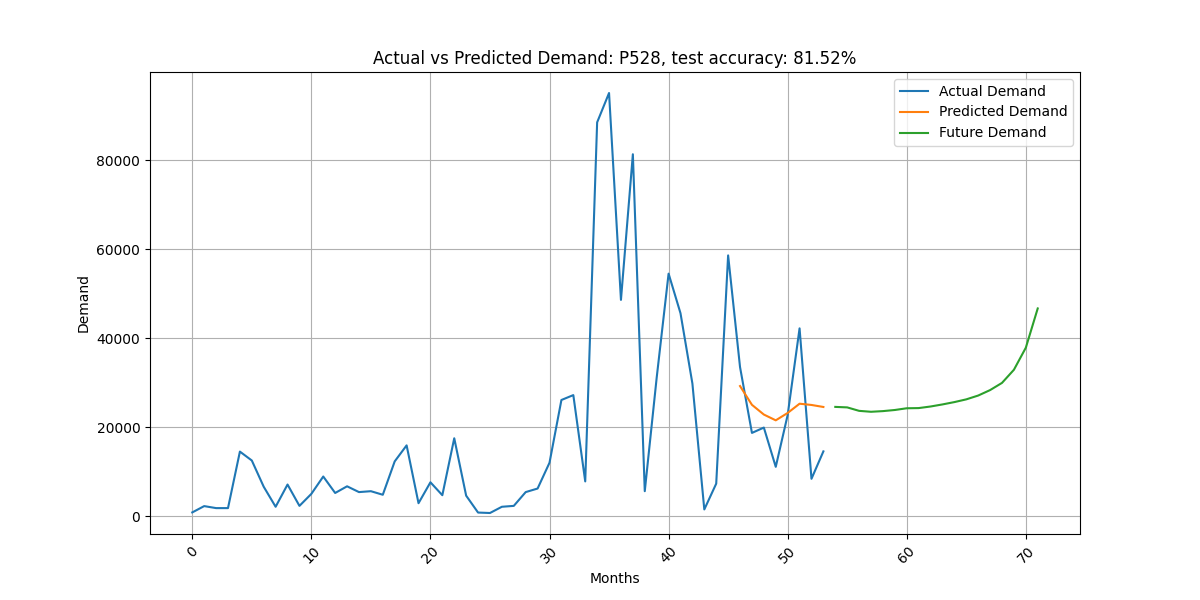 Actual vs Predicted Demand: P528, test accuracy: 81.52%
Actual Demand
Predicted Demand
Future Demand
80000
60000
40000
20000
0
Demand
0
10
20
30
40
50
60
70
Months